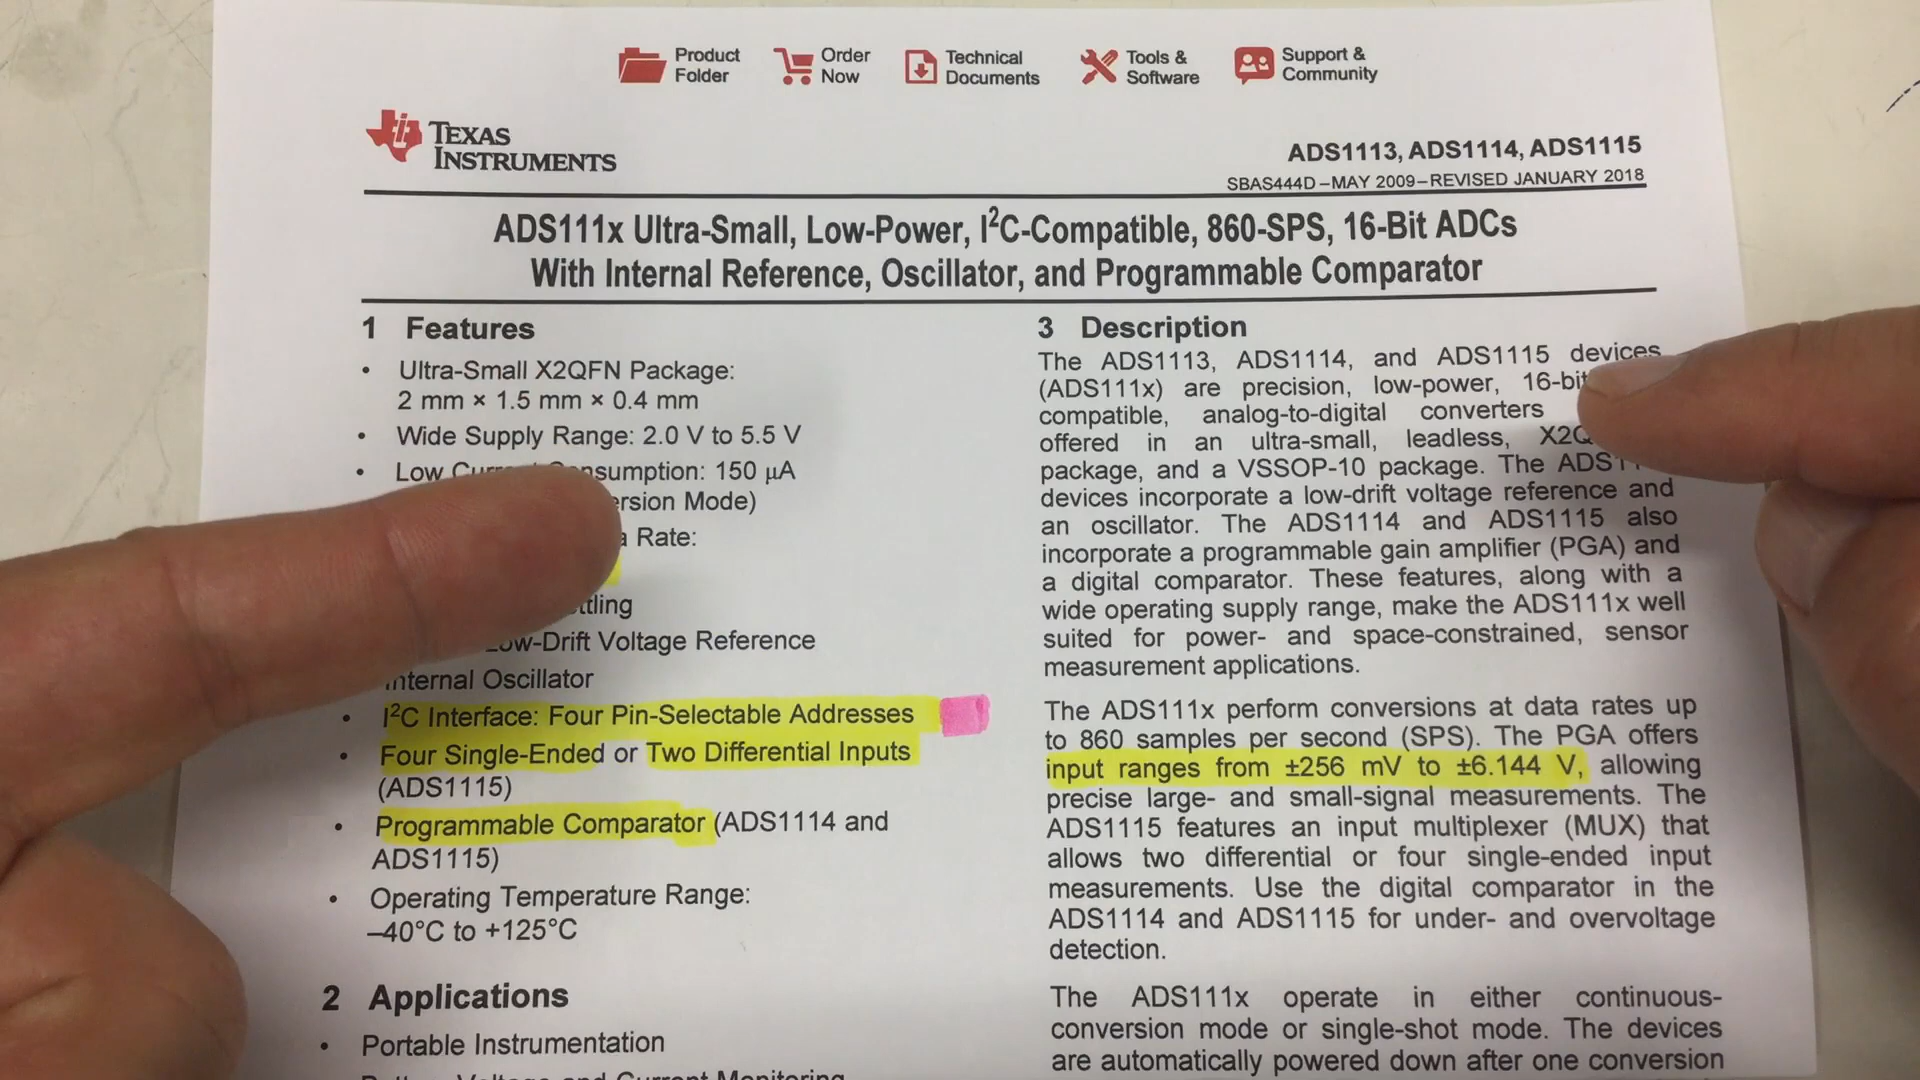 Product Folder
Order Now
Technical Documents
Tools & Software
Support & Community
TEXAS INSTRUMENTS
ADS1113, ADS1114, ADS1115
SBAS444D – MAY 2009 – REVISED JANUARY 2018
ADS111x Ultra-Small, Low-Power, I²C-Compatible, 860-SPS, 16-Bit ADCs
With Internal Reference, Oscillator, and Programmable Comparator
1 Features
• Ultra-Small X2QFN Package:
2 mm × 1.5 mm × 0.4 mm
• Wide Supply Range: 2.0 V to 5.5 V
• Low Consumption: 150 µA
Mode)
Rate:
Low-Drift Voltage Reference
Internal Oscillator
• I²C Interface: Four Pin-Selectable Addresses
• Four Single-Ended or Two Differential Inputs
(ADS1115)
• Programmable Comparator (ADS1114 and
ADS1115)
• Operating Temperature Range:
–40°C to +125°C
2 Applications
• Portable Instrumentation
Voltage and Current Monitoring
3 Description
The ADS1113, ADS1114, and ADS1115 devices
(ADS111x) are precision, low-power, 16-bit
compatible, analog-to-digital converters
offered in an ultra-small, leadless,
package, and a VSSOP-10 package. The
devices incorporate a low-drift voltage reference and
an oscillator. The ADS1114 and ADS1115 also
incorporate a programmable gain amplifier (PGA) and
a digital comparator. These features, along with a
wide operating supply range, make the ADS111x well
suited for power- and space-constrained, sensor
measurement applications.
The ADS111x perform conversions at data rates up
to 860 samples per second (SPS). The PGA offers
input ranges from ±256 mV to ±6.144 V, allowing
precise large- and small-signal measurements. The
ADS1115 features an input multiplexer (MUX) that
allows two differential or four single-ended input
measurements. Use the digital comparator in the
ADS1114 and ADS1115 for under- and overvoltage
detection.
The ADS111x operate in either continuous-
conversion mode or single-shot mode. The devices
are automatically powered down after one conversion